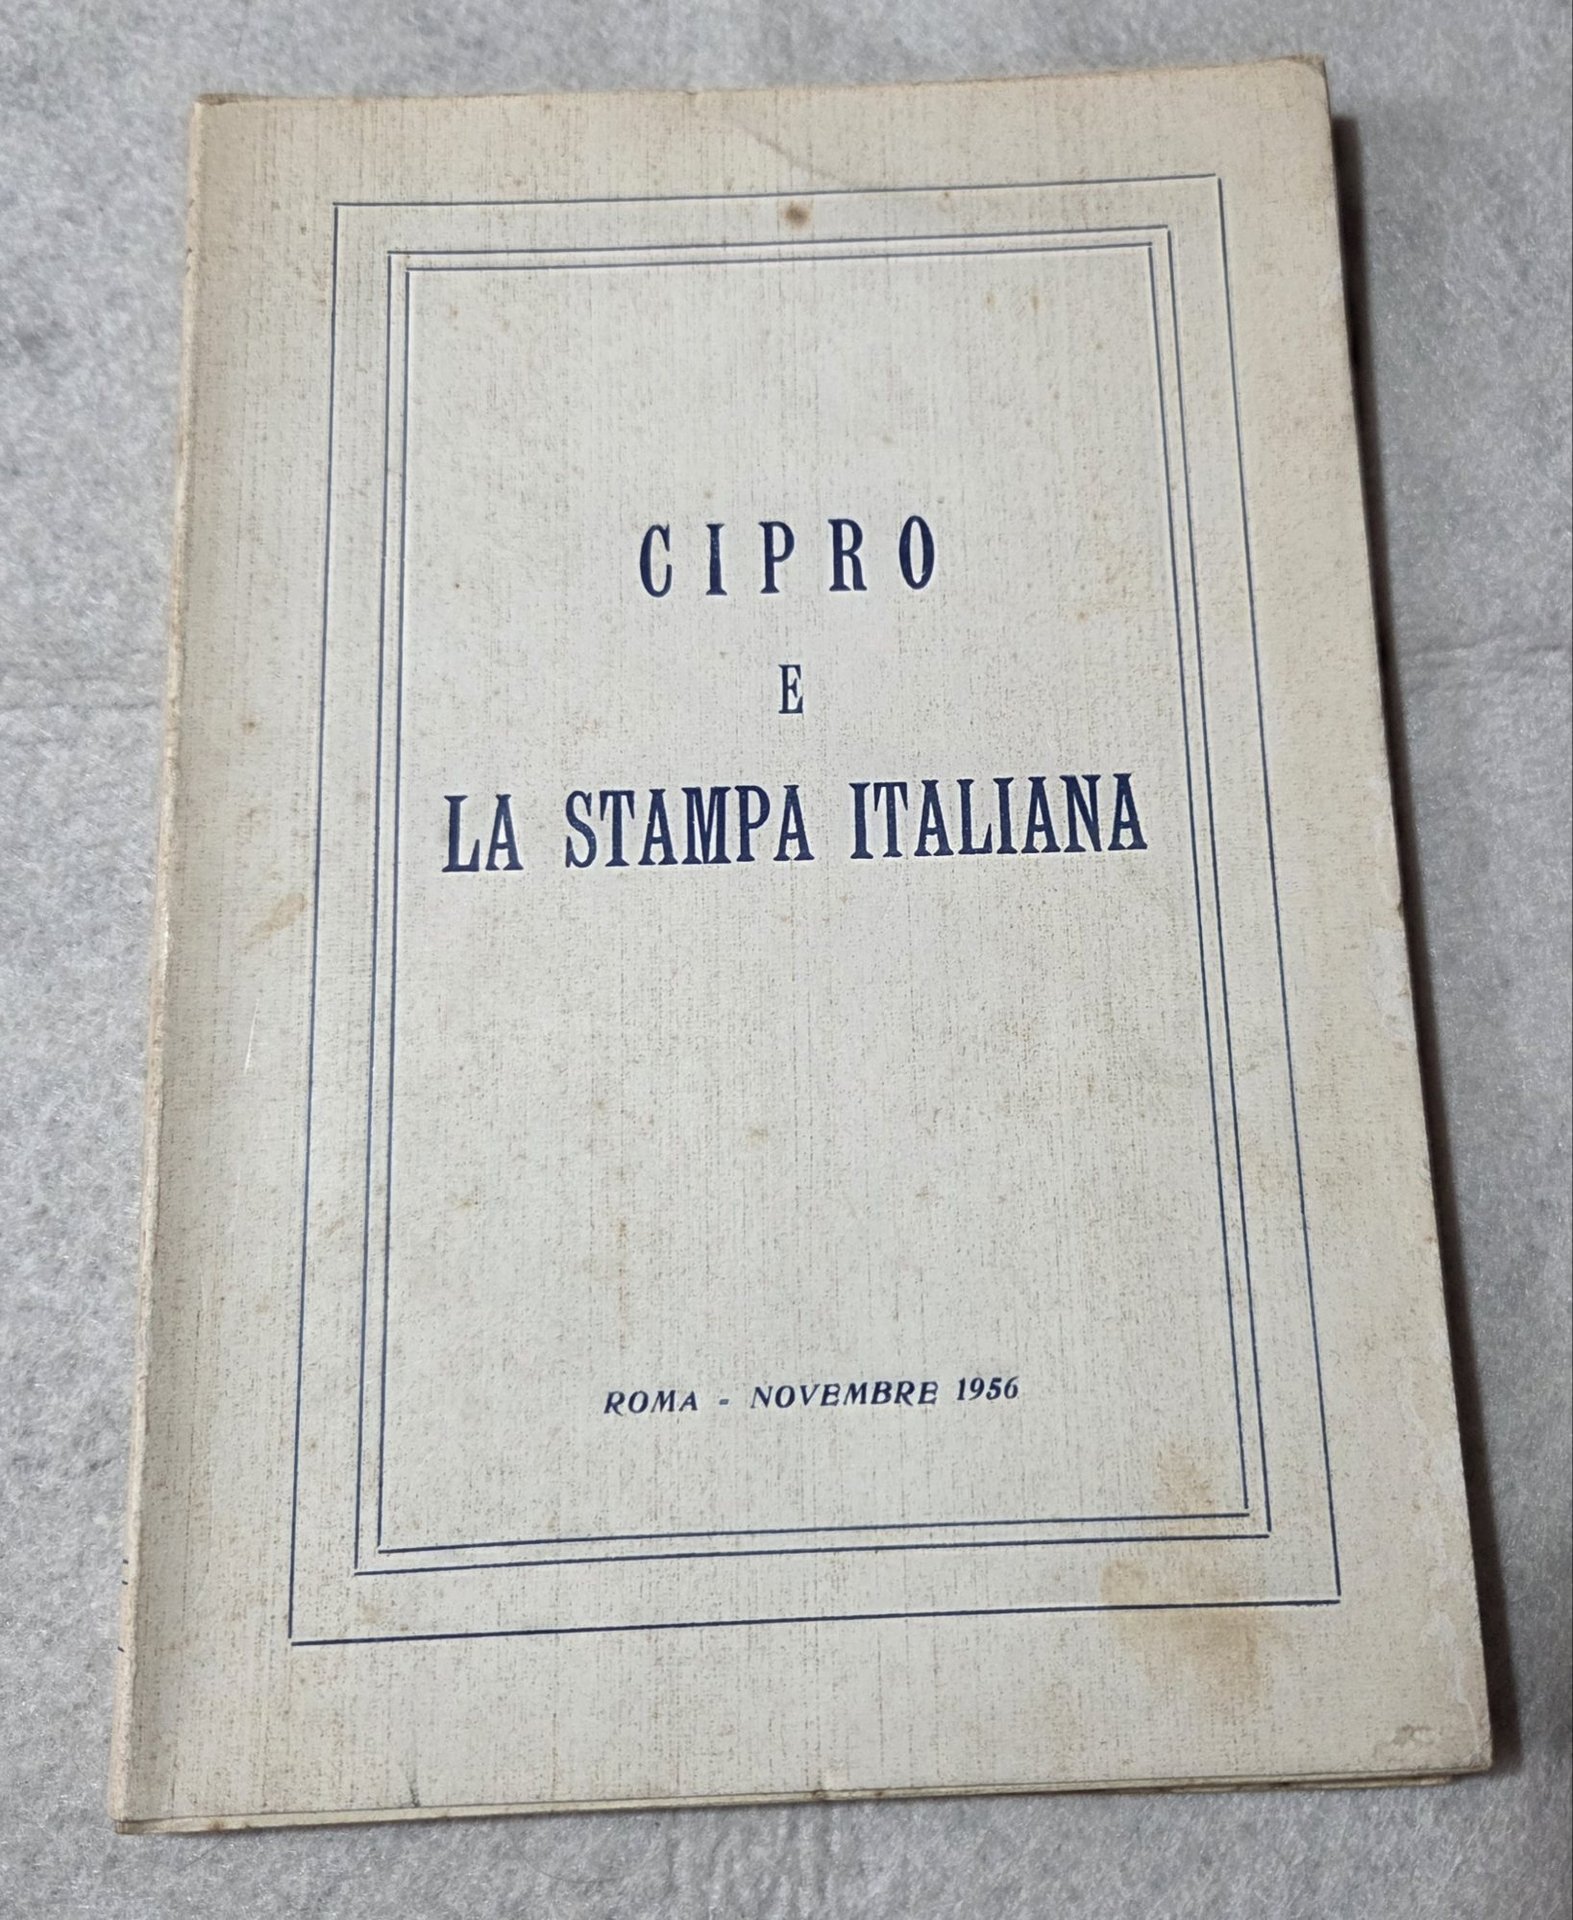 CIPRO
E
LA STAMPA ITALIANA
ROMA - NOVEMBRE 1956